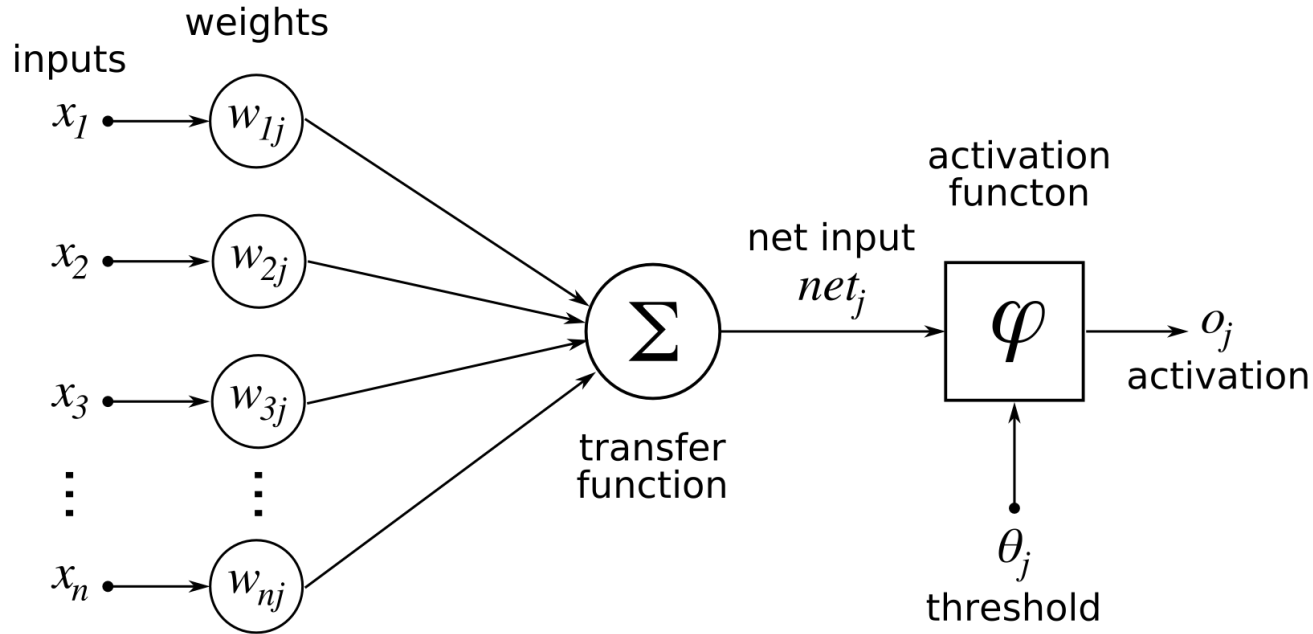 weights
inputs
x1
w1j
x2
w2j
x3
w3j
⋮ ⋮
xn
wnj
Σ
transfer
function
net input
netj
activation
functon
φ
oj
activation
θj
threshold